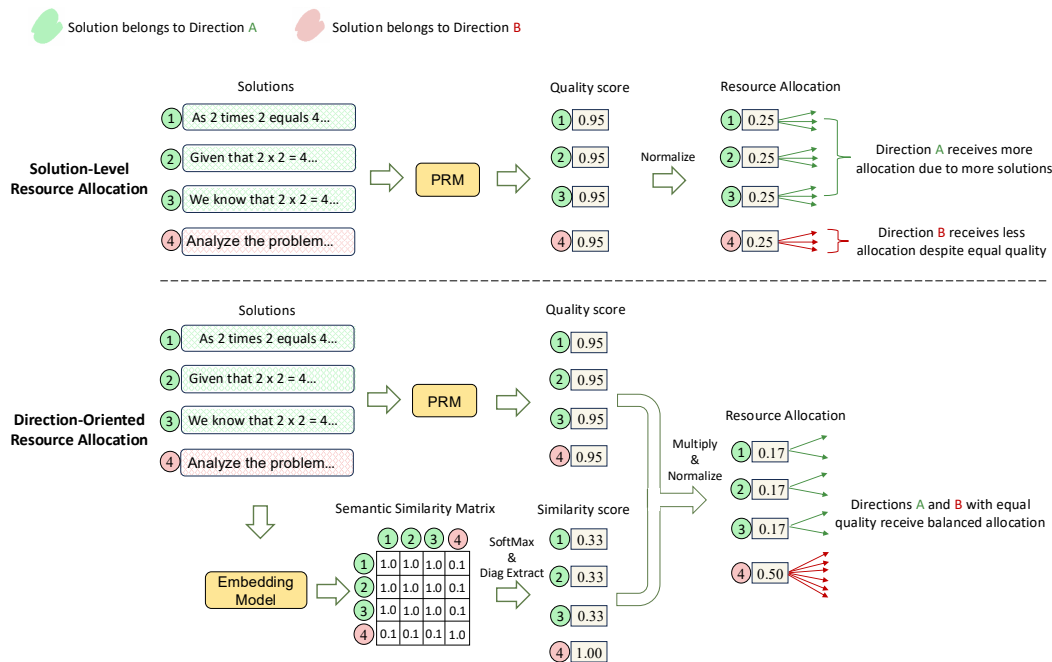 Solution belongs to Direction A
Solution belongs to Direction B
Solutions
Quality score
Resource Allocation
Solution-Level
Resource Allocation
1 As 2 times 2 equals 4...
2 Given that 2 x 2 = 4...
3 We know that 2 × 2 = 4...
4 Analyze the problem...
PRM
1 0.95
2 0.95
3 0.95
4 0.95
Normalize
1 0.25
2 0.25
3 0.25
4 0.25
Direction A receives more
allocation due to more solutions
Direction B receives less
allocation despite equal quality
Solutions
Quality score
Direction-Oriented
Resource Allocation
1 As 2 times 2 equals 4...
2 Given that 2 x 2 = 4...
3 We know that 2 × 2 = 4...
4 Analyze the problem...
PRM
1 0.95
2 0.95
3 0.95
4 0.95
Embedding
Model
Semantic Similarity Matrix
1 2 3 4
1 1.0 1.0 1.0 0.1
2 1.0 1.0 1.0 0.1
3 1.0 1.0 1.0 0.1
4 0.1 0.1 0.1 1.0
SoftMax
&
Diag Extract
Similarity score
1 0.33
2 0.33
3 0.33
4 1.00
Multiply
&
Normalize
Resource Allocation
1 0.17
2 0.17
3 0.17
4 0.50
Directions A and B with equal
quality receive balanced allocation